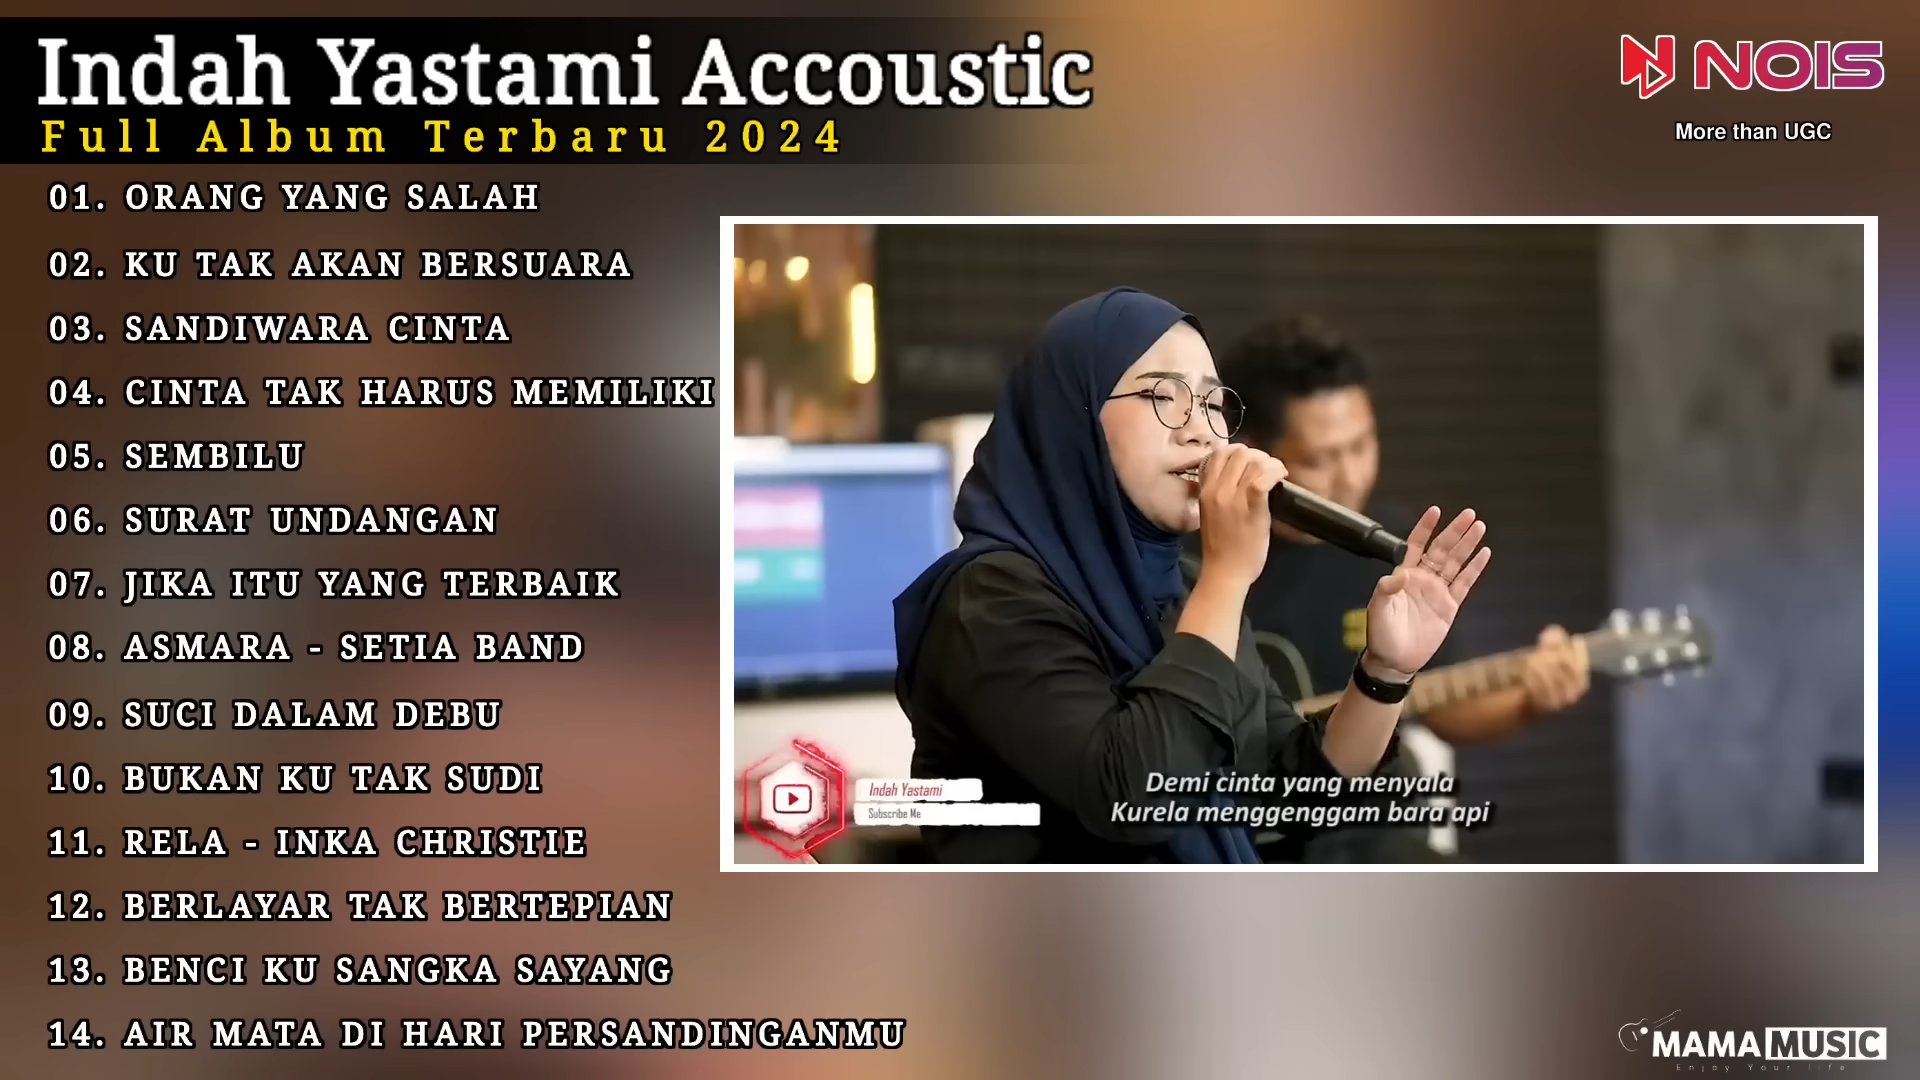 Indah Yastami Accoustic
Full Album Terbaru 2024
NOIS
More than UGC
01. ORANG YANG SALAH
02. KU TAK AKAN BERSUARA
03. SANDIWARA CINTA
04. CINTA TAK HARUS MEMILIKI
05. SEMBILU
06. SURAT UNDANGAN
07. JIKA ITU YANG TERBAIK
08. ASMARA - SETIA BAND
09. SUCI DALAM DEBU
10. BUKAN KU TAK SUDI
11. RELA - INKA CHRISTIE
12. BERLAYAR TAK BERTEPIAN
13. BENCI KU SANGKA SAYANG
14. AIR MATA DI HARI PERSANDINGANMU
Indah Yastami
Subscribe Me
Demi cinta yang menyala
Kurela menggenggam bara api
MAMA MUSIC
Enjoy Your life